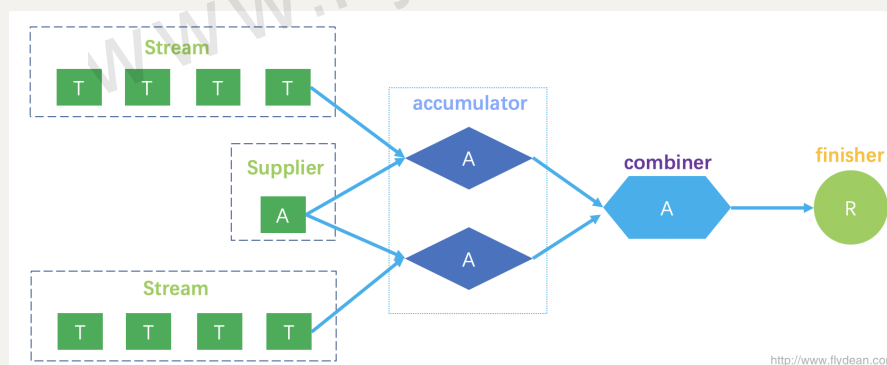 Stream
T T T T
accumulator
A
Supplier
A
combiner
A
finisher
R
A
Stream
T T T T
http://www.flydean.co